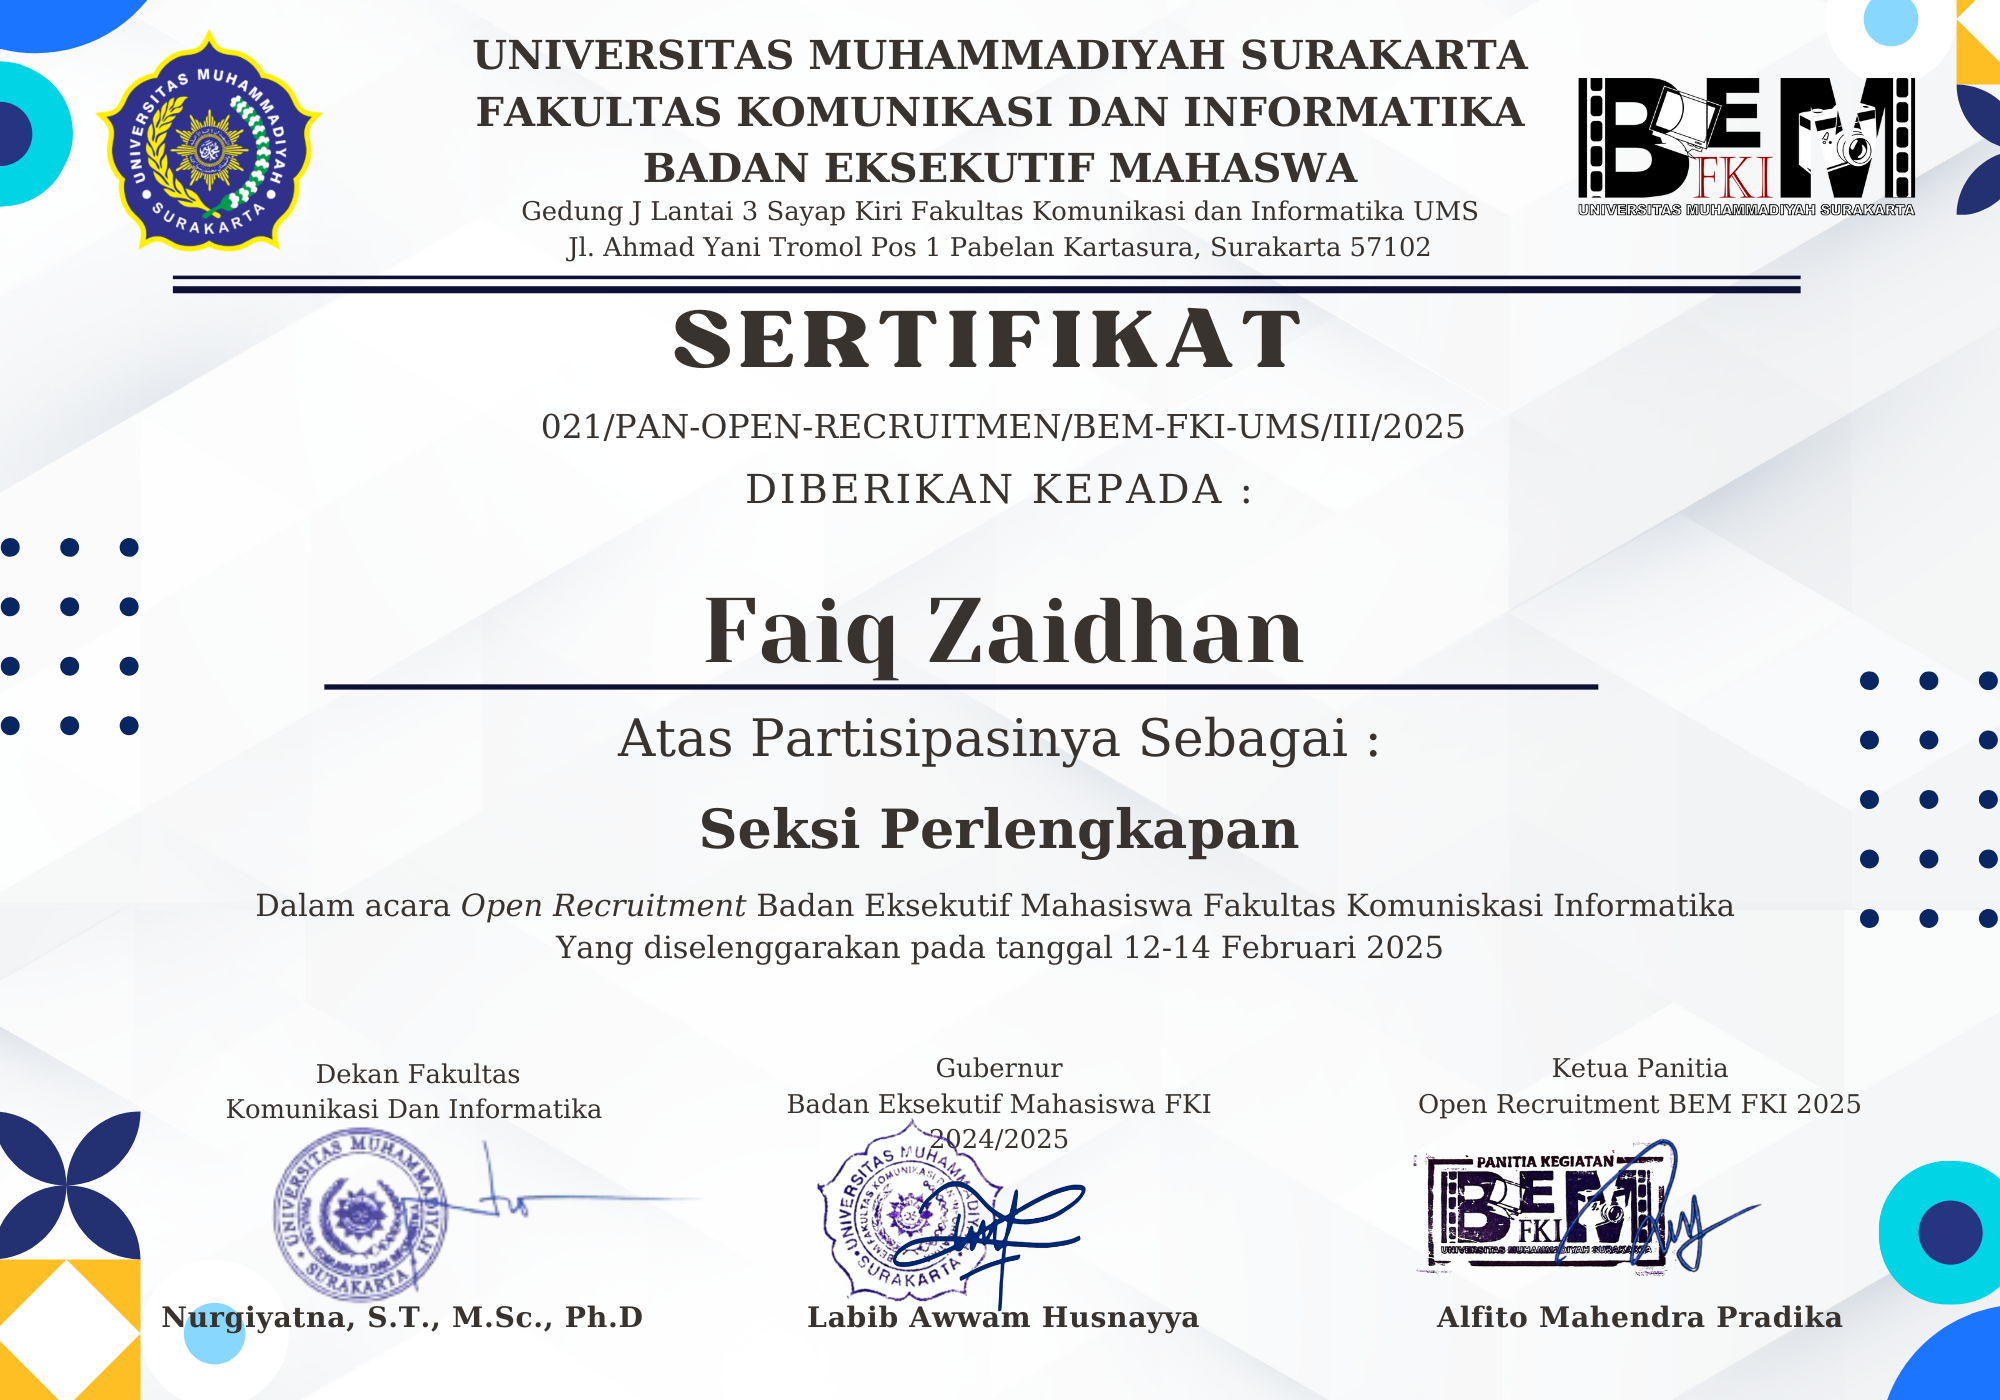 UNIVERSITAS MUHAMMADIYAH SURAKARTA
FAKULTAS KOMUNIKASI DAN INFORMATIKA
BADAN EKSEKUTIF MAHASWA
Gedung J Lantai 3 Sayap Kiri Fakultas Komunikasi dan Informatika UMS
Jl. Ahmad Yani Tromol Pos 1 Pabelan Kartasura, Surakarta 57102
UNIVERSITAS MUHAMMADIYAH
SURAKARTA
BEM
FKI
UNIVERSITAS MUHAMMADIYAH SURAKARTA
SERTIFIKAT
021/PAN-OPEN-RECRUITMEN/BEM-FKI-UMS/III/2025
DIBERIKAN KEPADA :
Faiq Zaidhan
Atas Partisipasinya Sebagai :
Seksi Perlengkapan
Dalam acara Open Recruitment Badan Eksekutif Mahasiswa Fakultas Komuniskasi Informatika
Yang diselenggarakan pada tanggal 12-14 Februari 2025
Dekan Fakultas
Komunikasi Dan Informatika
UNIVERSITAS MUHAMMADIYAH
SURAKARTA
Nurgiyatna, S.T., M.Sc., Ph.D
Gubernur
Badan Eksekutif Mahasiswa FKI
2024/2025
UNIVERSITAS MUHAMMADIYAH
SURAKARTA
Labib Awwam Husnayya
Ketua Panitia
Open Recruitment BEM FKI 2025
PANITIA KEGIATAN
BEM
FKI
UNIVERSITAS MUHAMMADIYAH SURAKARTA
Alfito Mahendra Pradika